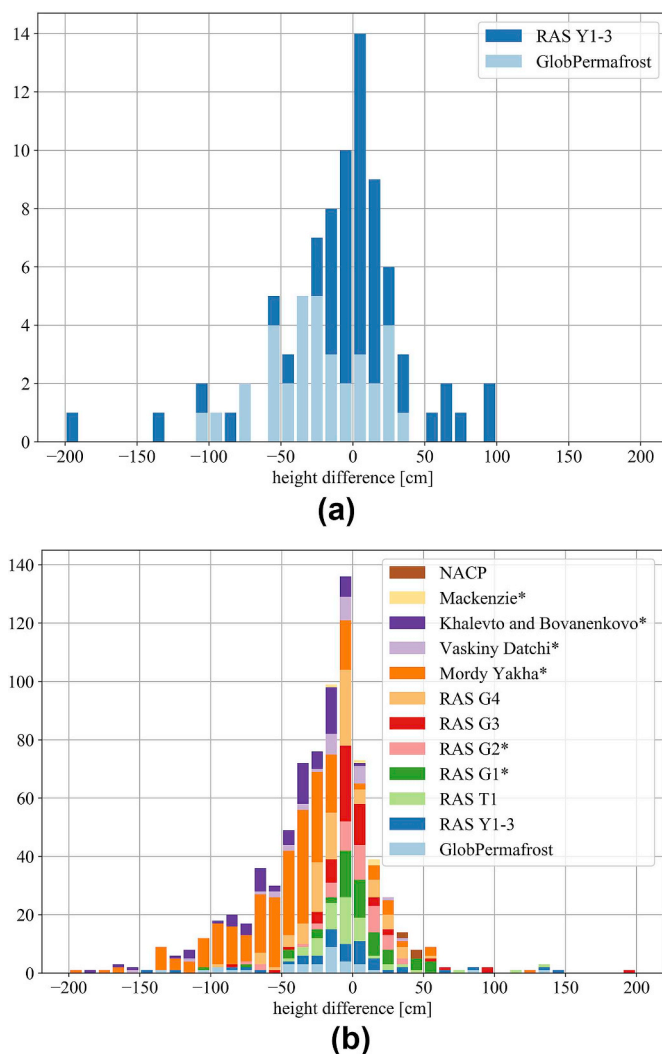 14
12
10
8
6
4
2
0
RAS Y1-3
GlobPermafrost
−200 −150 −100 −50 0 50 100 150 200
height difference [cm]
(a)
140
120
100
80
60
40
20
0
NACP
Mackenzie*
Khalevto and Bovanenkovo*
Vaskiny Datchi*
Mordy Yakha*
RAS G4
RAS G3
RAS G2*
RAS G1*
RAS T1
RAS Y1-3
GlobPermafrost
−200 −150 −100 −50 0 50 100 150 200
height difference [cm]
(b)